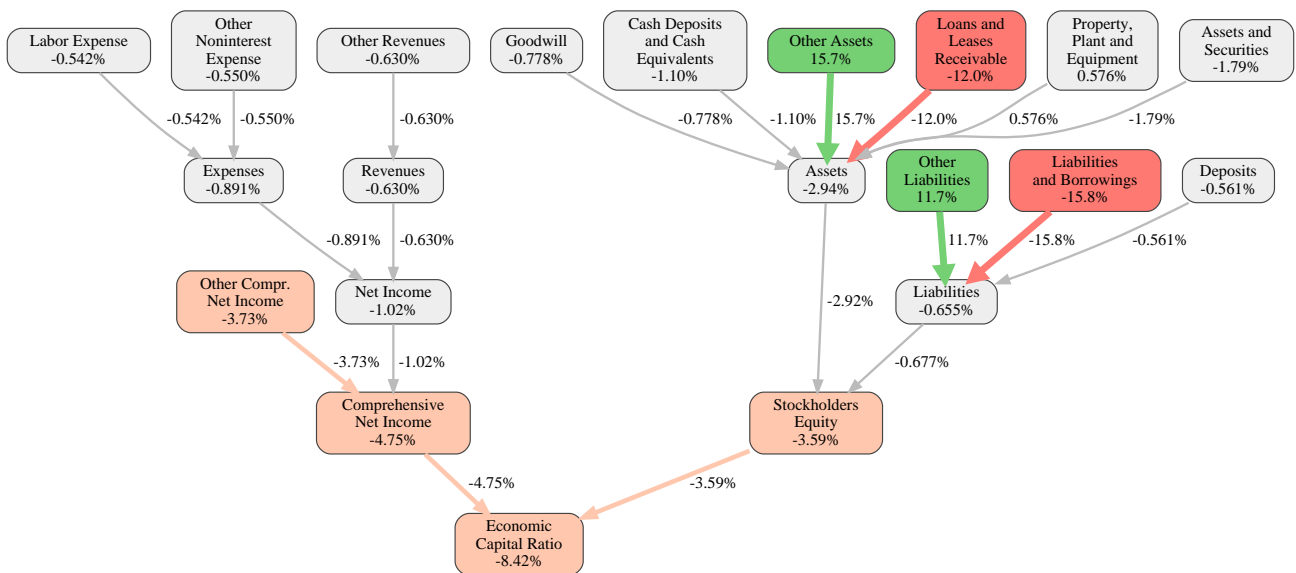 Labor Expense
-0.542%
Other
Noninterest
Expense
-0.550%
Other Revenues
-0.630%
Goodwill
-0.778%
Cash Deposits
and Cash
Equivalents
-1.10%
Other Assets
15.7%
Loans and
Leases
Receivable
-12.0%
Property,
Plant and
Equipment
0.576%
Assets and
Securities
-1.79%
-0.542%
-0.550%
-0.630%
-0.778%
-1.10%
15.7%
-12.0%
0.576%
-1.79%
Expenses
-0.891%
Revenues
-0.630%
Assets
-2.94%
Other
Liabilities
11.7%
Liabilities
and Borrowings
-15.8%
Deposits
-0.561%
-0.891%
-0.630%
11.7%
-15.8%
-0.561%
Other Compr.
Net Income
-3.73%
Net Income
-1.02%
-2.92%
Liabilities
-0.655%
-3.73%
-1.02%
-0.677%
Comprehensive
Net Income
-4.75%
Stockholders
Equity
-3.59%
-4.75%
-3.59%
Economic
Capital Ratio
-8.42%